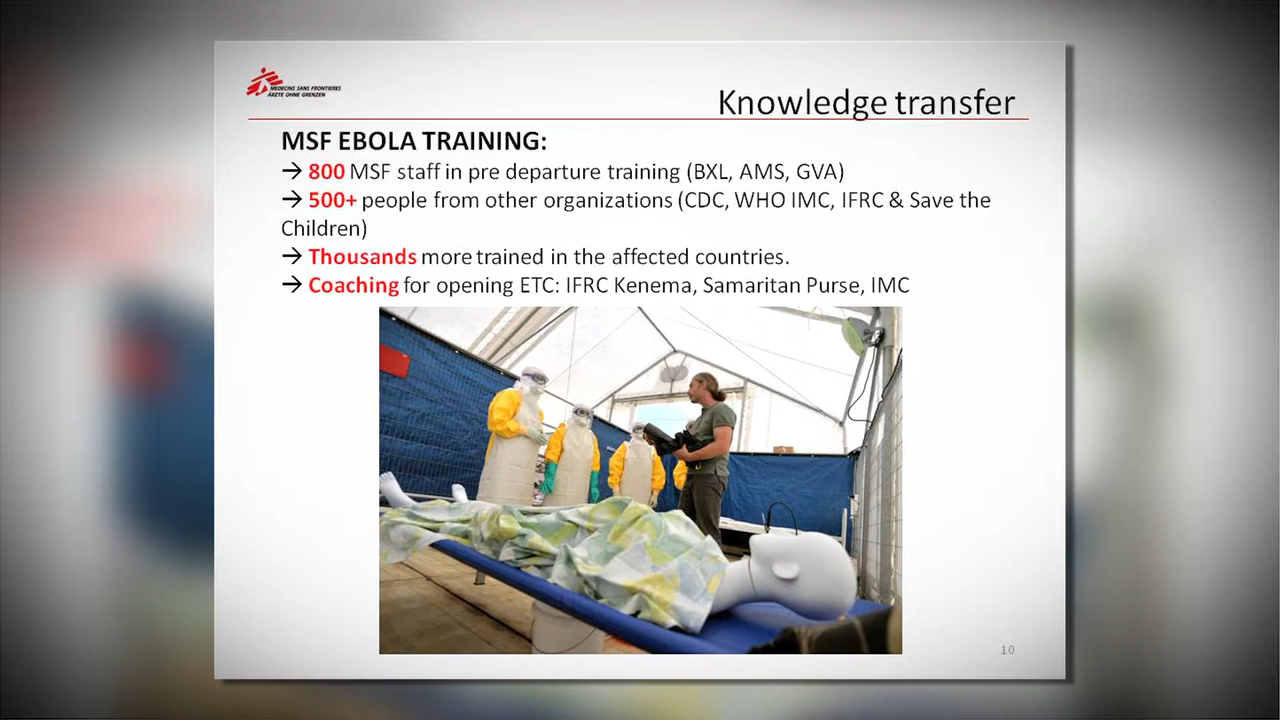 MEDECINS SANS FRONTIERES
ÄRZTE OHNE GRENZEN
Knowledge transfer
MSF EBOLA TRAINING:
→ 800 MSF staff in pre departure training (BXL, AMS, GVA)
→ 500+ people from other organizations (CDC, WHO IMC, IFRC & Save the
Children)
→ Thousands more trained in the affected countries.
→ Coaching for opening ETC: IFRC Kenema, Samaritan Purse, IMC
10